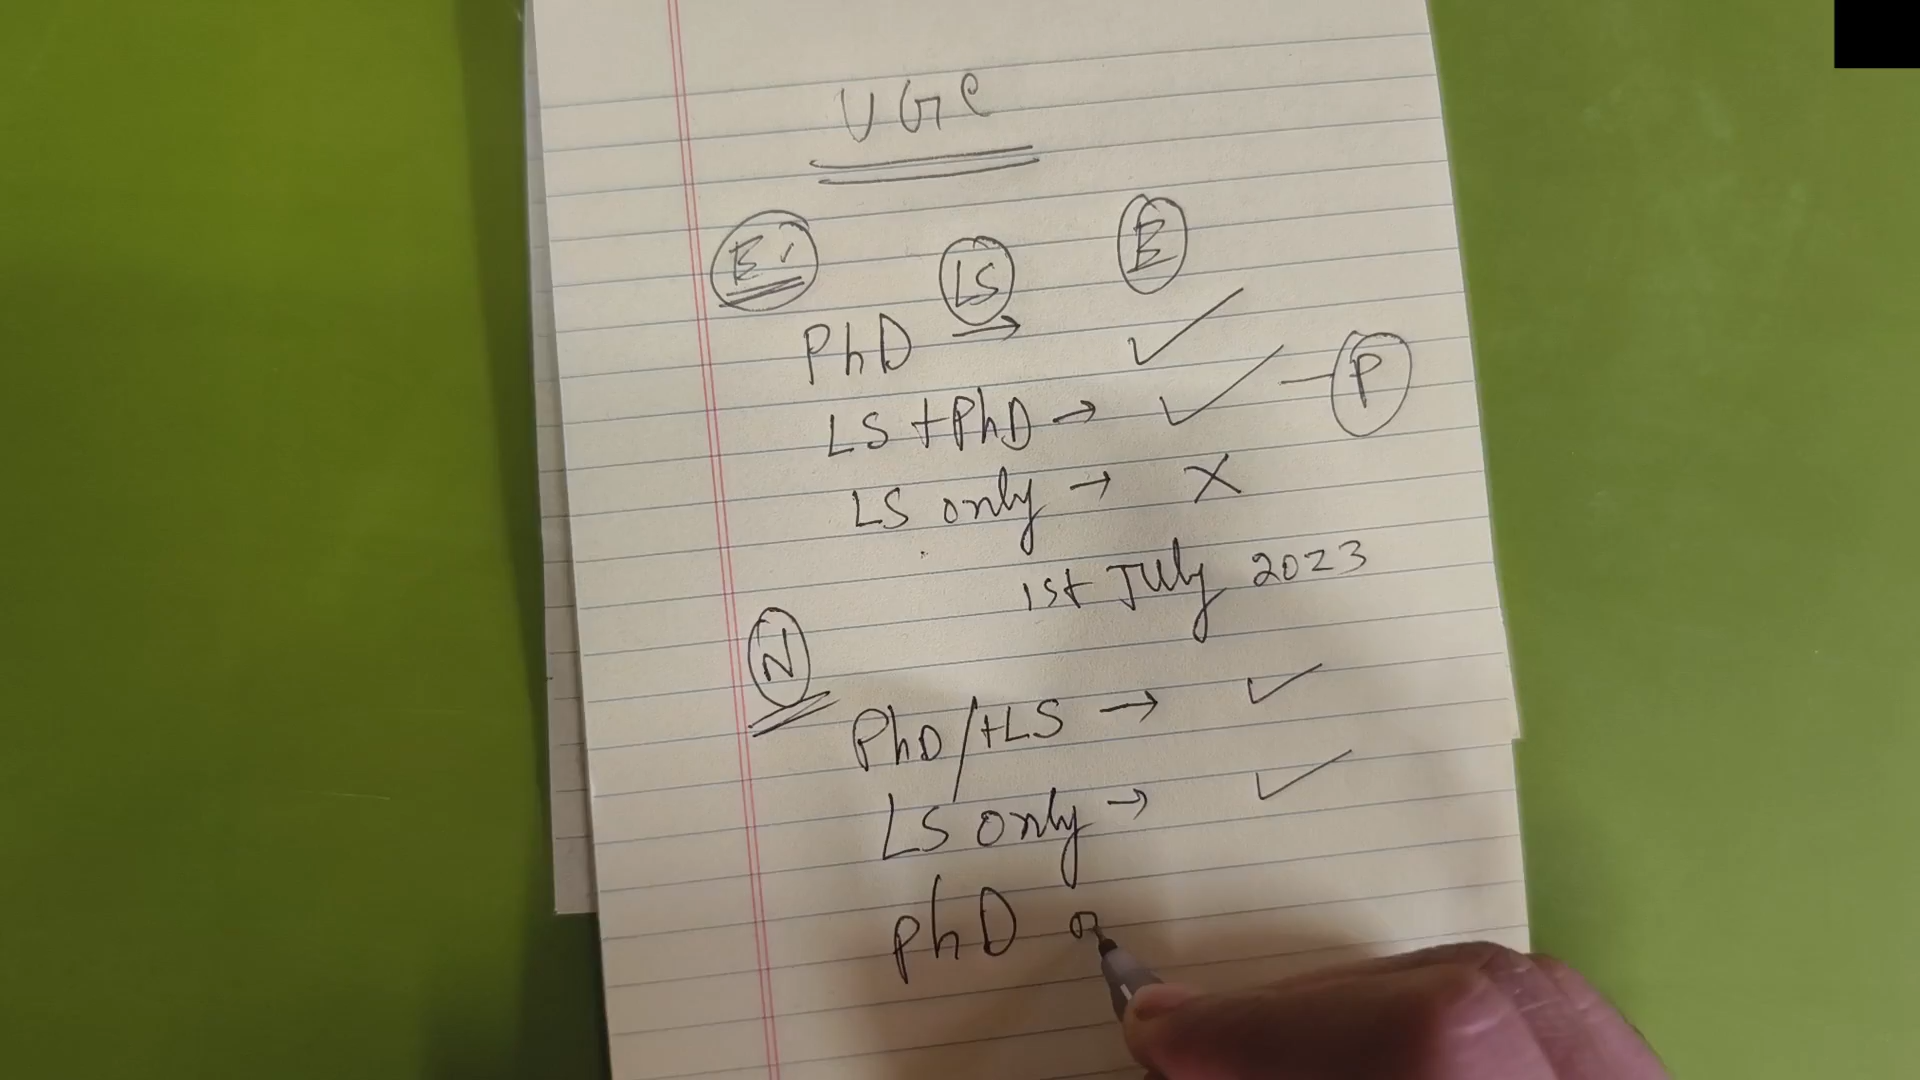 UGC
E. LS E
PhD → ✓
LS + PhD → ✓ — P
LS only → X
1st July 2023
N
PhD/+LS → ✓
LS only → ✓
PhD